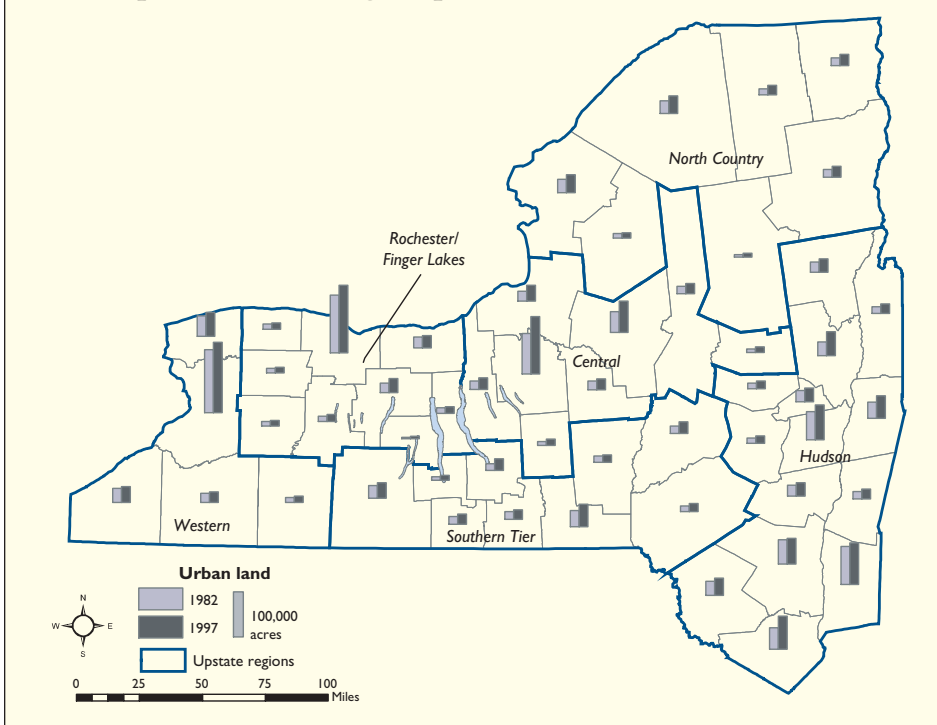 North Country
Rochester/
Finger Lakes
Central
Hudson
Western
Southern Tier
Urban land
1982
1997
100,000
acres
Upstate regions
N
W
E
S
0
25
50
75
100
Miles